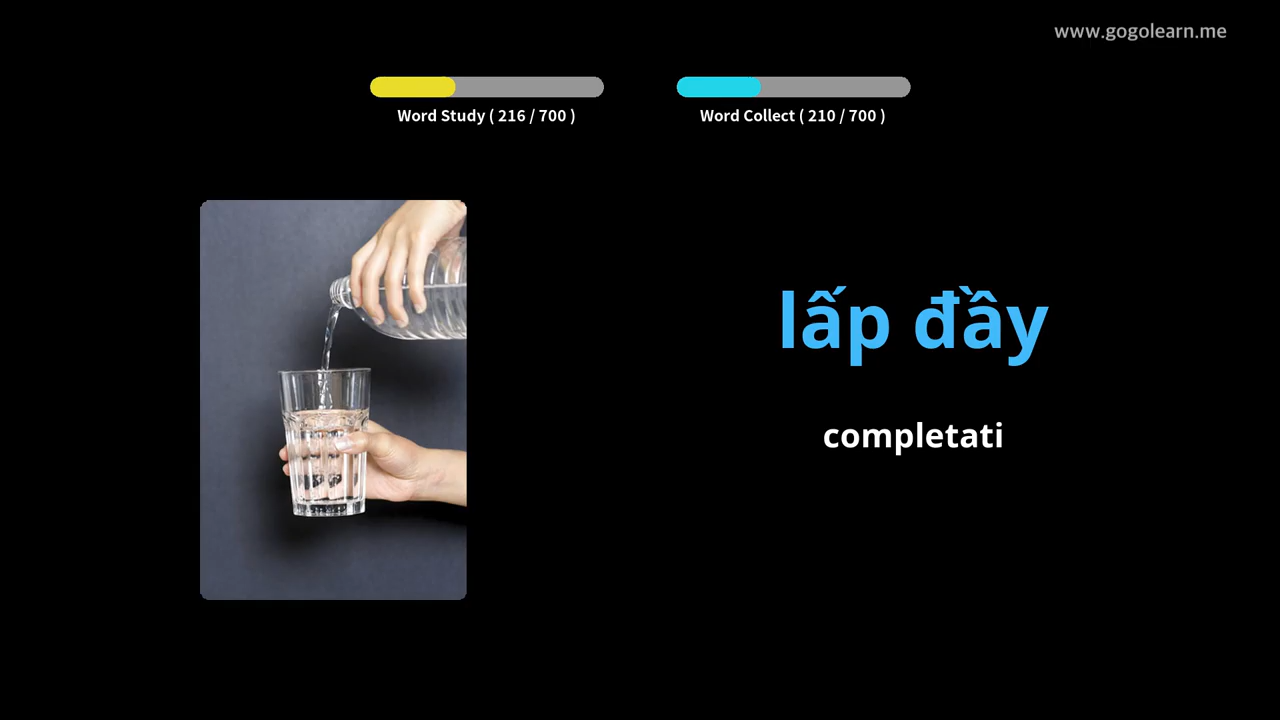 www.gogolearn.me
Word Study ( 216 / 700 )
Word Collect ( 210 / 700 )
lấp đầy
completati